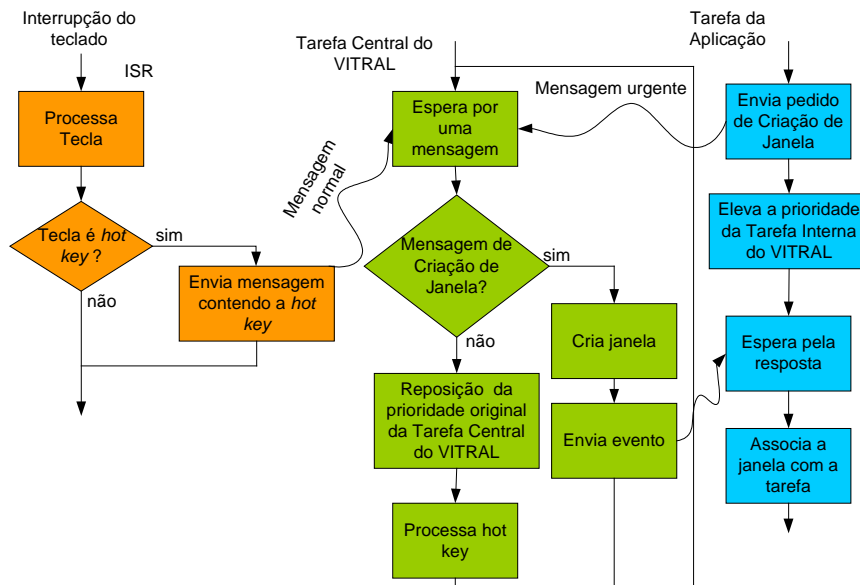 Interrupção do
teclado
ISR
Processa
Tecla
Tecla é hot
key ?
sim
não
Envia mensagem
contendo a hot
key
Mensagem
normal
Tarefa Central do
VITRAL
Espera por
uma
mensagem
Mensagem de
Criação de
Janela?
sim
não
Cria janela
Envia evento
Reposição da
prioridade original
da Tarefa Central
do VITRAL
Processa hot
key
Mensagem urgente
Tarefa da
Aplicação
Envia pedido
de Criação de
Janela
Eleva a prioridade
da Tarefa Interna
do VITRAL
Espera pela
resposta
Associa a
janela com a
tarefa